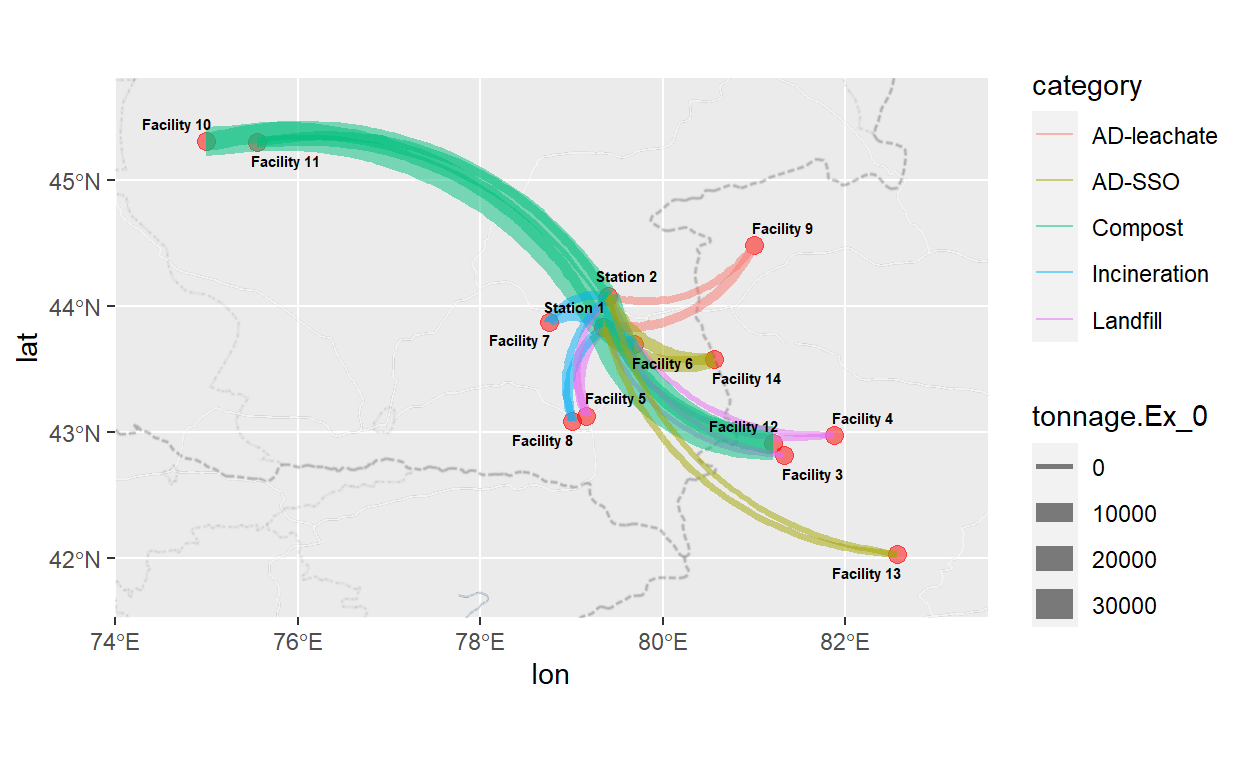 Facility 10
Facility 11
Facility 9
Station 2
Station 1
Facility 7
Facility 6
Facility 14
Facility 5
Facility 12
Facility 4
Facility 8
Facility 3
Facility 13
45°N
44°N
43°N
42°N
lat
74°E
76°E
78°E
80°E
82°E
lon
category
AD-leachate
AD-SSO
Compost
Incineration
Landfill
tonnage.Ex_0
0
10000
20000
30000